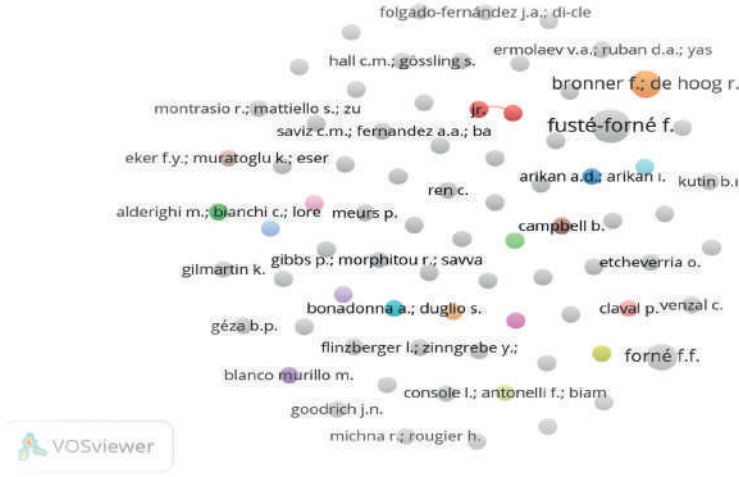 folgado-fernández j.a.; di-cle
ermolaev v.a.; ruban d.a.; yas
hall c.m.; gössling s.
bronner f.; de hoog r.
montrasio r.; mattiello s.; zu
jr.
fusté-forné f.
saviz c.m.; fernandez a.a.; ba
eker f.y.; muratoglu k.; eser
arikan a.d.; arikan i.
kutin b.i
ren c.
alderighi m.; bianchi c.; lore
meurs p.
campbell b.
gibbs p.; morphitou r.; savva
etcheverria o.
gilmartin k.
bonadonna a.; duglio s.
claval p.
venzal c.
géza b.p.
flinzberger l.; zinngrebe y.;
forné f.f.
blanco murillo m.
console l.; antonelli f.; biam
goodrich j.n.
michna r.; rougier h.
VOSviewer